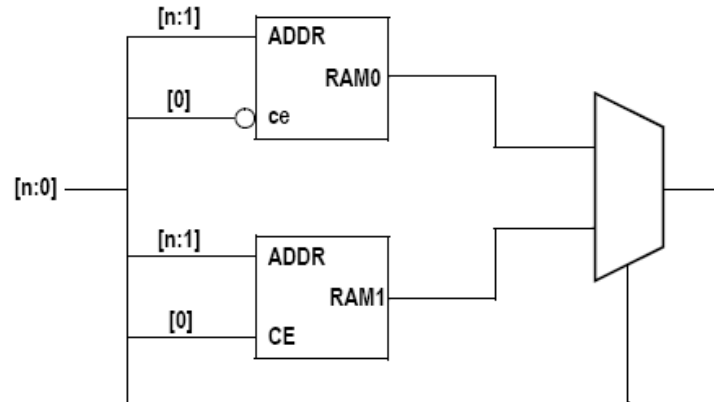 [n:1]
ADDR
RAM0
[0]
ce
[n:0]
[n:1]
ADDR
RAM1
[0]
CE